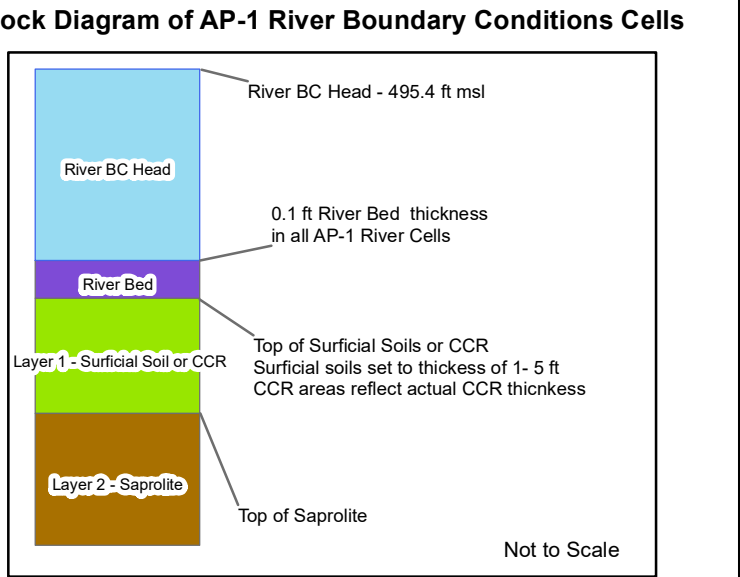 ock Diagram of AP-1 River Boundary Conditions Cells
River BC Head - 495.4 ft msl
River BC Head
0.1 ft River Bed thickness
in all AP-1 River Cells
River Bed
Top of Surficial Soils or CCR
Layer 1 - Surficial Soil or CCR
Surficial soils set to thickess of 1- 5 ft
CCR areas reflect actual CCR thicnkess
Layer 2 - Saprolite
Top of Saprolite
Not to Scale